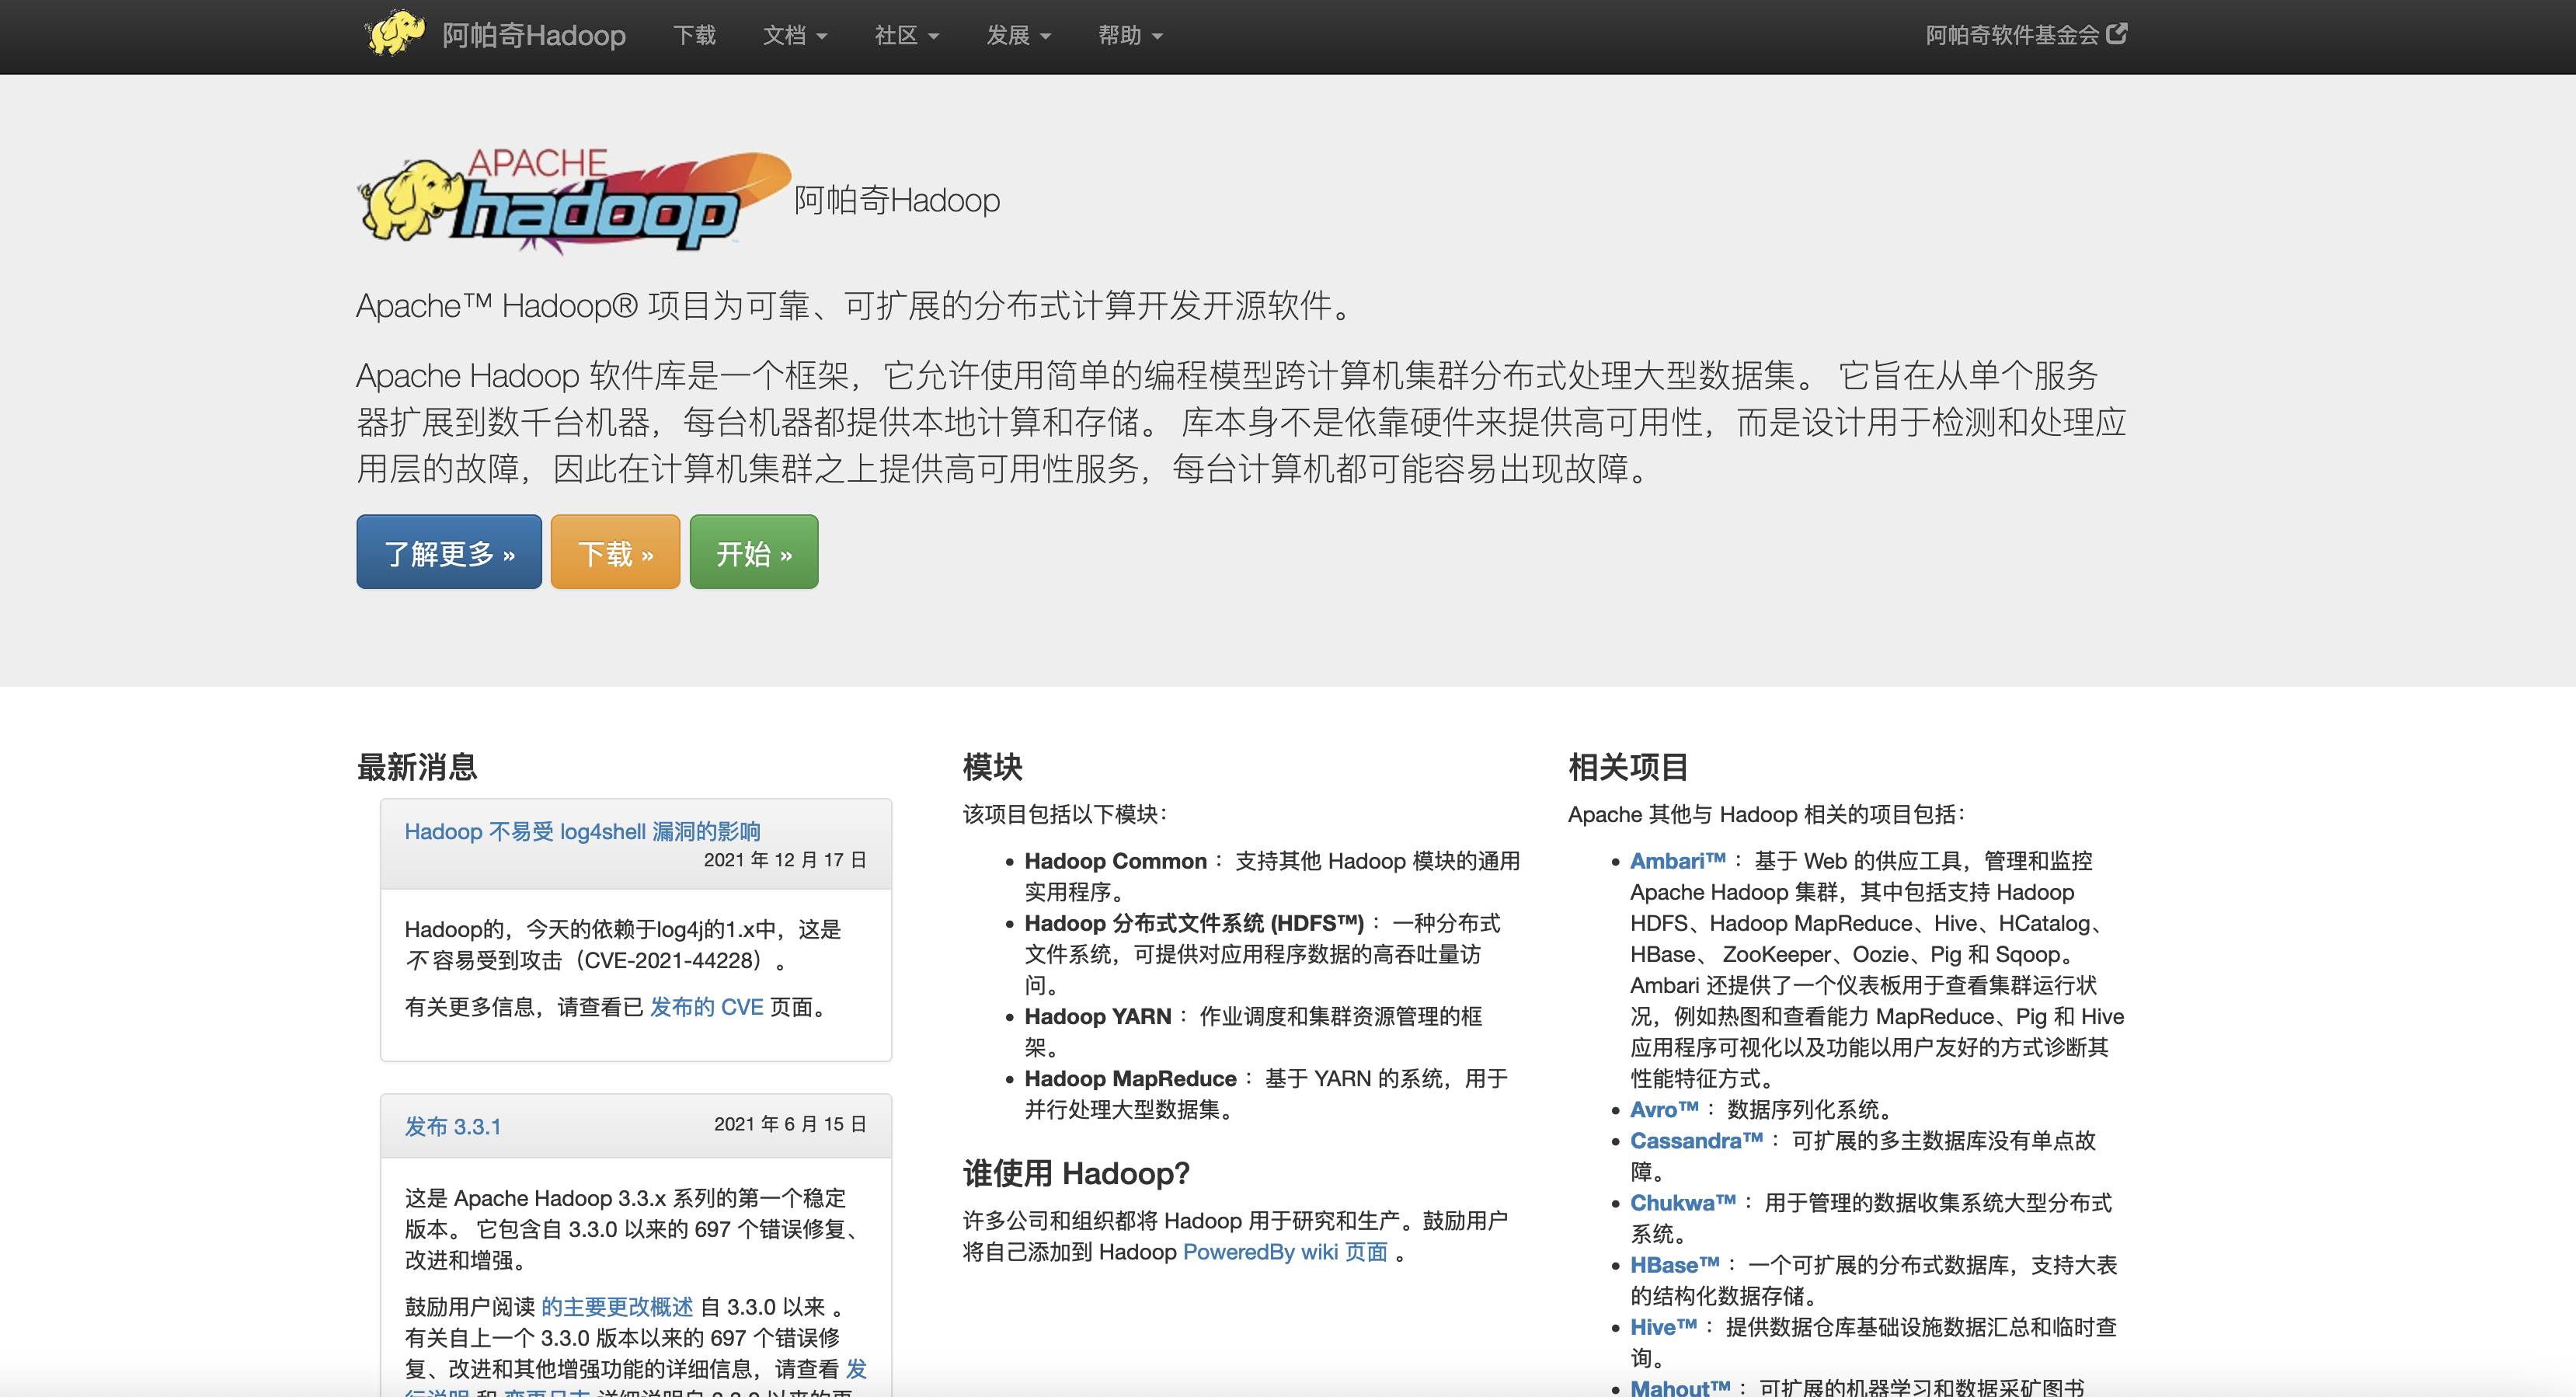 阿帕奇Hadoop 下载 文档 社区 发展 帮助 阿帕奇软件基金会
APACHE
hadoop
阿帕奇Hadoop
Apache™ Hadoop® 项目为可靠、可扩展的分布式计算开发开源软件。
Apache Hadoop 软件库是一个框架，它允许使用简单的编程模型跨计算机集群分布式处理大型数据集。 它旨在从单个服务
器扩展到数千台机器，每台机器都提供本地计算和存储。 库本身不是依靠硬件来提供高可用性，而是设计用于检测和处理应
用层的故障，因此在计算机集群之上提供高可用性服务，每台计算机都可能容易出现故障。
了解更多 » 下载 » 开始 »
最新消息
Hadoop 不易受 log4shell 漏洞的影响
2021 年 12 月 17 日
Hadoop的，今天的依赖于log4j的1.x中，这是
不 容易受到攻击（CVE-2021-44228）。
有关更多信息，请查看已 发布的 CVE 页面。
发布 3.3.1 2021 年 6 月 15 日
这是 Apache Hadoop 3.3.x 系列的第一个稳定
版本。 它包含自 3.3.0 以来的 697 个错误修复、
改进和增强。
鼓励用户阅读 的主要更改概述 自 3.3.0 以来 。
有关自上一个 3.3.0 版本以来的 697 个错误修
复、改进和其他增强功能的详细信息，请查看 发
行说明 和 变更日志 详细说明自 3.3.0 以来的更
模块
该项目包括以下模块：
• Hadoop Common ： 支持其他 Hadoop 模块的通用
实用程序。
• Hadoop 分布式文件系统 (HDFS™) ： 一种分布式
文件系统，可提供对应用程序数据的高吞吐量访
问。
• Hadoop YARN ： 作业调度和集群资源管理的框
架。
• Hadoop MapReduce ： 基于 YARN 的系统，用于
并行处理大型数据集。
谁使用 Hadoop?
许多公司和组织都将 Hadoop 用于研究和生产。鼓励用户
将自己添加到 Hadoop PoweredBy wiki 页面 。
相关项目
Apache 其他与 Hadoop 相关的项目包括：
• Ambari™ ： 基于 Web 的供应工具，管理和监控
Apache Hadoop 集群，其中包括支持 Hadoop
HDFS、Hadoop MapReduce、Hive、HCatalog、
HBase、 ZooKeeper、Oozie、Pig 和 Sqoop。
Ambari 还提供了一个仪表板用于查看集群运行状
况，例如热图和查看能力 MapReduce、Pig 和 Hive
应用程序可视化以及功能以用户友好的方式诊断其
性能特征方式。
• Avro™ ： 数据序列化系统。
• Cassandra™ ： 可扩展的多主数据库没有单点故
障。
• Chukwa™ ： 用于管理的数据收集系统大型分布式
系统。
• HBase™ ： 一个可扩展的分布式数据库，支持大表
的结构化数据存储。
• Hive™ ： 提供数据仓库基础设施数据汇总和临时查
询。
• Mahout™ ： 可扩展的机器学习和数据采矿图书